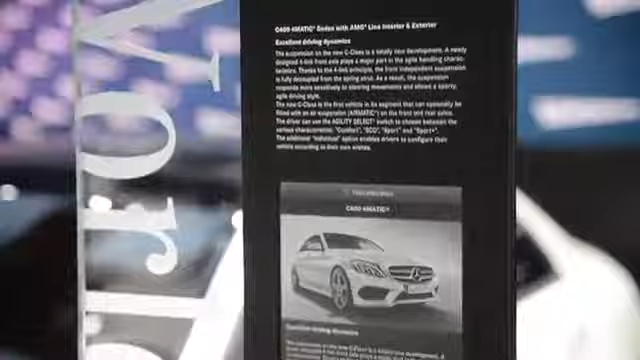 C400 4MATIC® Sedan with AMG® Line Interior & Exterior
Excellent driving dynamics
The suspension on the new C-Class is a totally new development. A newly
designed 4-link front axle plays a major part in the agile handling charac-
teristics. Thanks to the 4-link principle, the front independent suspension
is fully decoupled from the spring strut. As a result, the suspension
responds more sensitively to steering movements and allows a sporty,
agile driving style.
The new C-Class is the first vehicle in its segment that can optionally be
fitted with an air suspension (AIRMATIC®) on the front and rear axles.
The driver can use the AGILITY SELECT® switch to choose between the
various characteristics: "Comfort", "ECO", "Sport" and "Sport+".
The additional "Individual" option enables drivers to configure their
vehicle according to their own wishes.
C400 4MATIC®